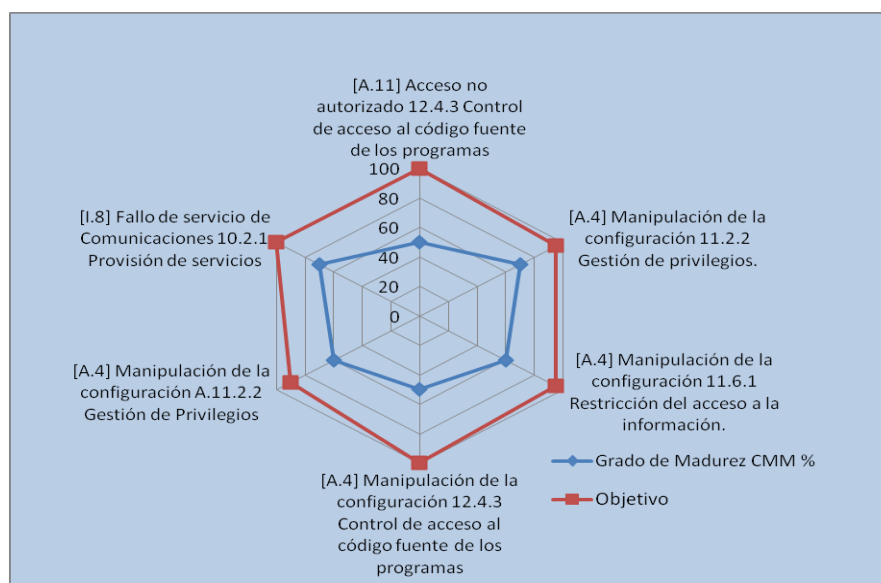 [A.11] Acceso no
autorizado 12.4.3 Control
de acceso al código fuente
de los programas
100
80
60
40
20
0
[A.4] Manipulación de la
configuración 11.2.2
Gestión de privilegios.
[A.4] Manipulación de la
configuración 11.6.1
Restricción del acceso a la
información.
[A.4] Manipulación de la
configuración 12.4.3
Control de acceso al
código fuente de los
programas
[A.4] Manipulación de la
configuración A.11.2.2
Gestión de Privilegios
[I.8] Fallo de servicio de
Comunicaciones 10.2.1
Provisión de servicios
Grado de Madurez CMM %
Objetivo